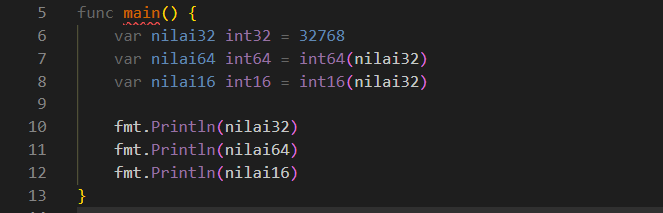 5 func main() {
6 var nilai32 int32 = 32768
7 var nilai64 int64 = int64(nilai32)
8 var nilai16 int16 = int16(nilai32)
9
10 fmt.Println(nilai32)
11 fmt.Println(nilai64)
12 fmt.Println(nilai16)
13 }